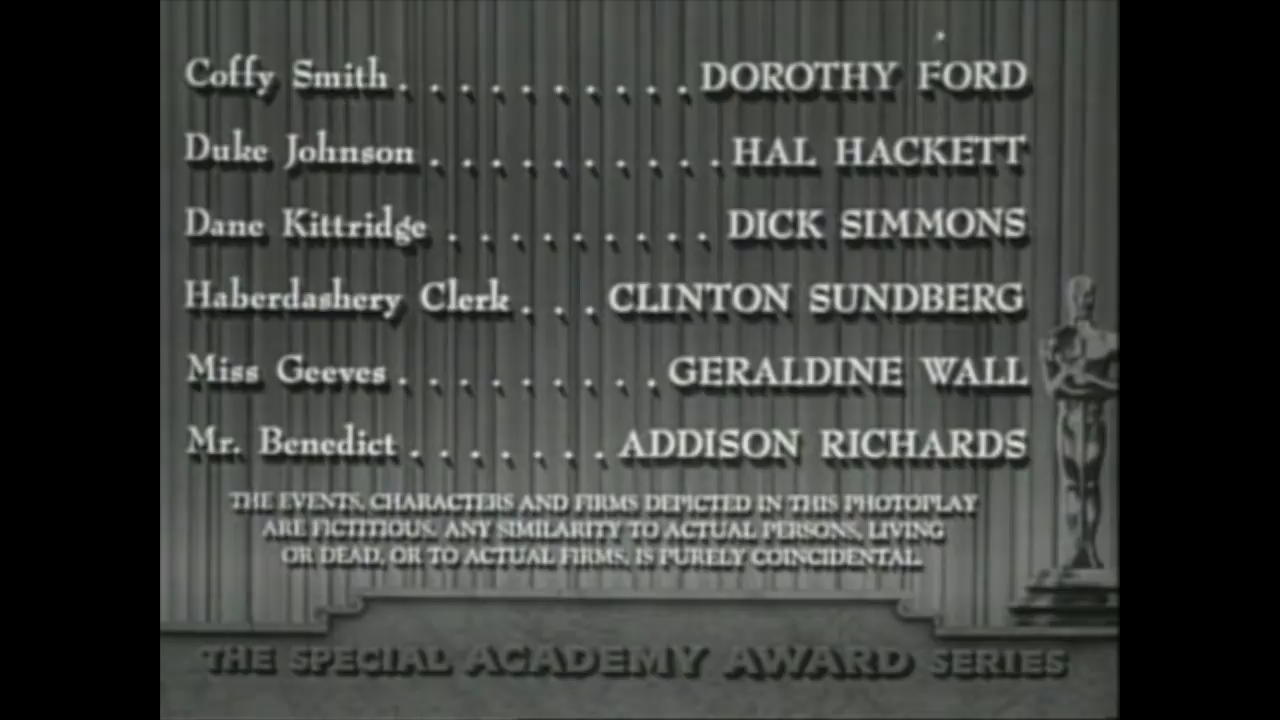 Coffy Smith . . . . . . . . . . DOROTHY FORD
Duke Johnson . . . . . . . . . . HAL HACKETT
Dane Kittridge . . . . . . . . . DICK SIMMONS
Haberdashery Clerk . . . CLINTON SUNDBERG
Miss Geeves . . . . . . . . . GERALDINE WALL
Mr. Benedict . . . . . . . ADDISON RICHARDS
THE EVENTS, CHARACTERS AND FIRMS DEPICTED IN THIS PHOTOPLAY
ARE FICTITIOUS. ANY SIMILARITY TO ACTUAL PERSONS, LIVING
OR DEAD, OR TO ACTUAL FIRMS, IS PURELY COINCIDENTAL.
THE SPECIAL ACADEMY AWARD SERIES